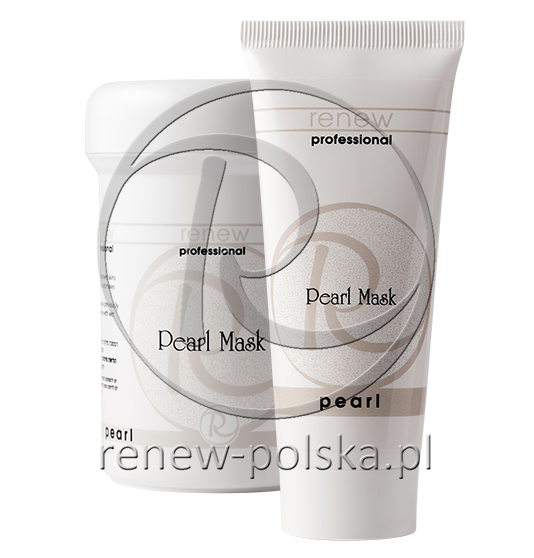 renew
professional
Pearl Mask
pearl
renew
professional
Pearl Mask
pearl
renew-polska.pl